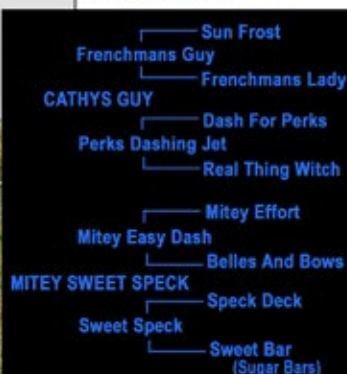 Sun Frost
Frenchmans Guy
Frenchmans Lady
CATHYS GUY
Dash For Perks
Perks Dashing Jet
Real Thing Witch
Mitey Effort
Mitey Easy Dash
Belles And Bows
MITEY SWEET SPECK
Speck Deck
Sweet Speck
Sweet Bar
(Sugar Bars)